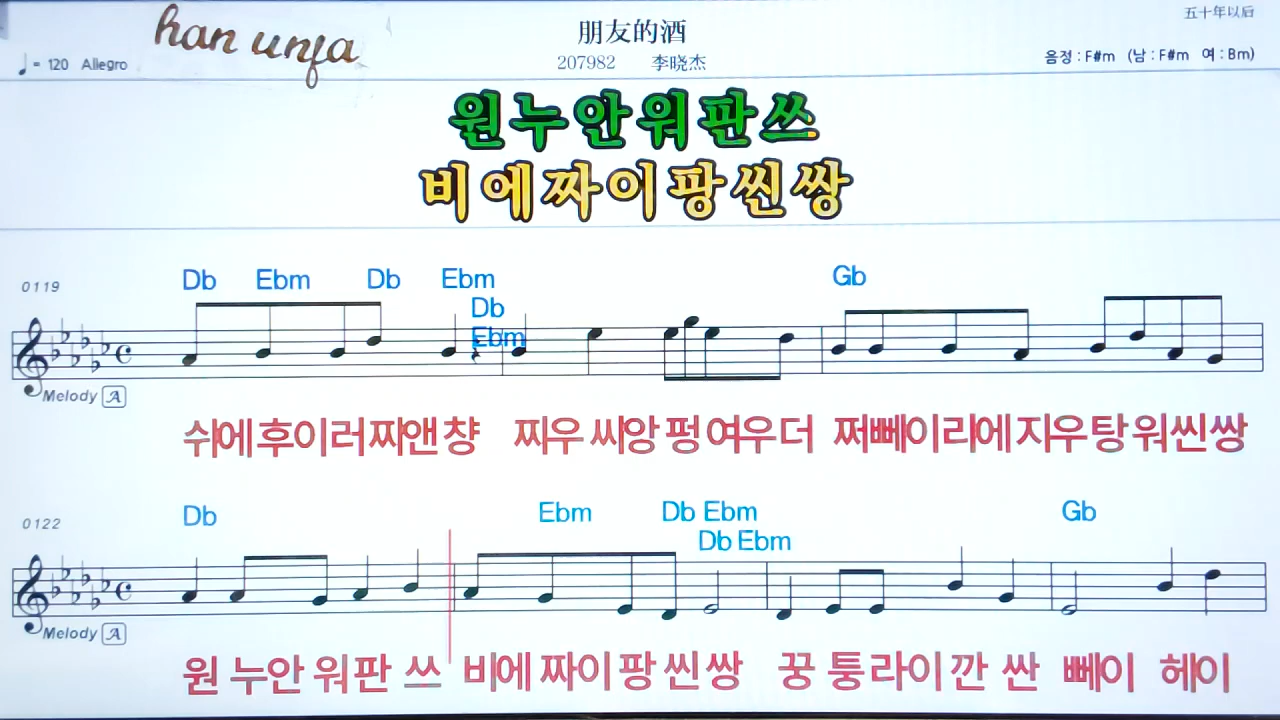 han unfa
朋友的酒
五十年以后
♩= 120 Allegro
207982 李晓杰
음정 : F#m (남 : F#m 여 : Bm)
원누안워판쓰
비에짜이팡씬쌍
0119
Db Ebm Db Ebm Gb
Db
Ebm
Melody A
쉬에후이러짜앤챵 찌우 씨앙 펑 여우더 쩌빼이리에 지우탕 워씬쌍
0122
Db Ebm Db Ebm Gb
Db Ebm
Melody A
원 누안 워판 쓰 비에 짜이 팡 씬 쌍 꿍 퉁 라이 깐 싼 빼이 헤이